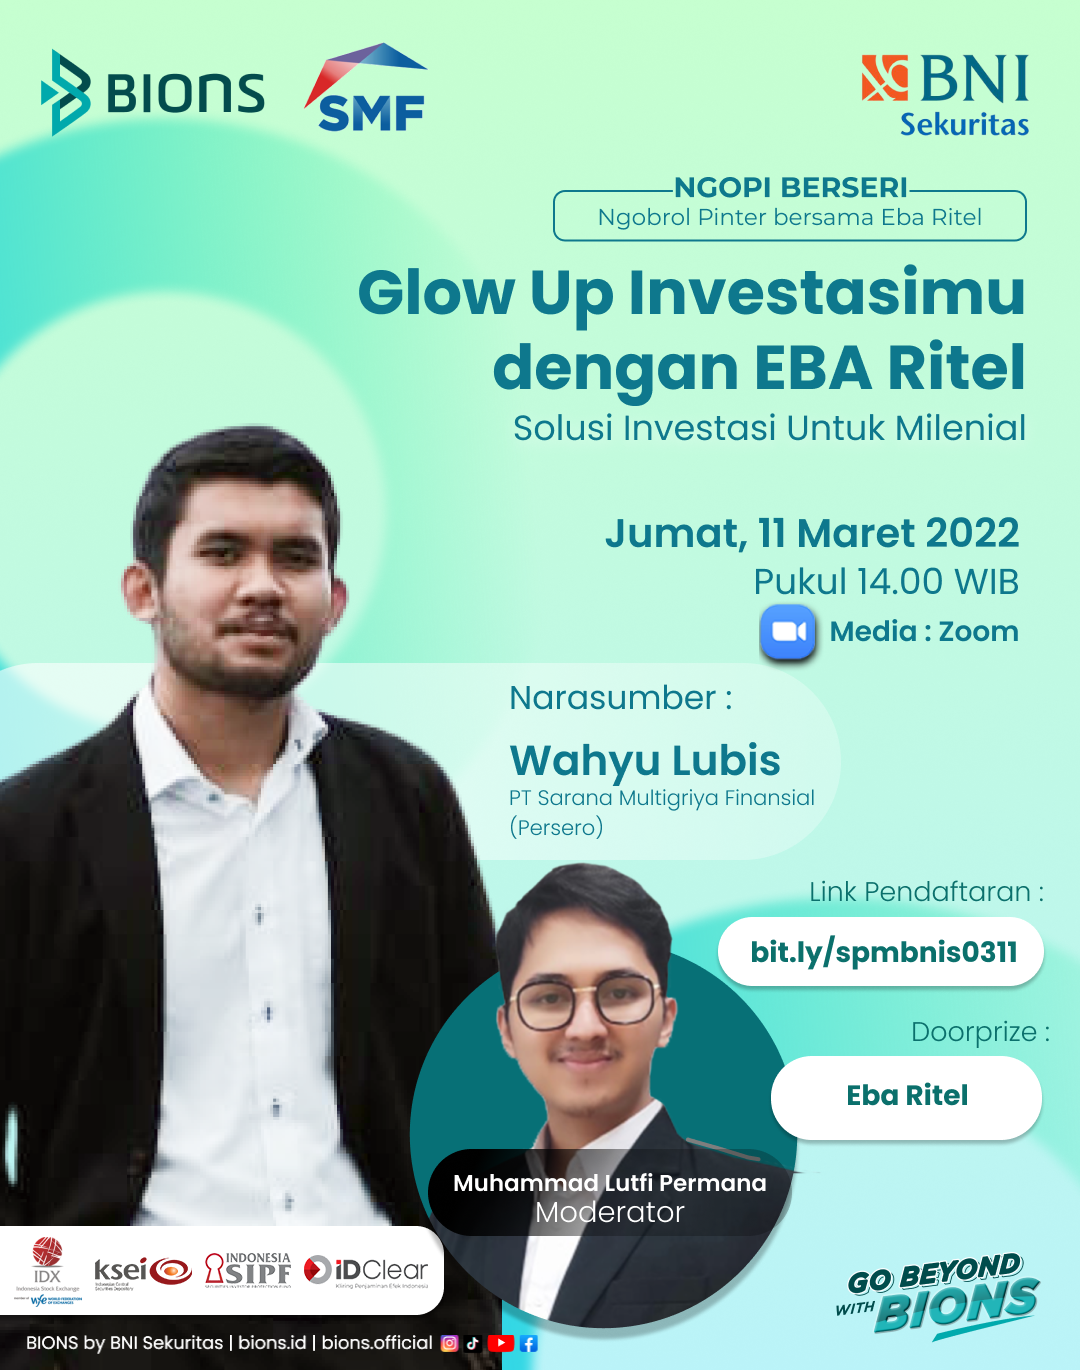 BIONS
SMF
BNI
Sekuritas
NGOPI BERSERI
Ngobrol Pinter bersama Eba Ritel
Glow Up Investasimu
dengan EBA Ritel
Solusi Investasi Untuk Milenial
Jumat, 11 Maret 2022
Pukul 14.00 WIB
Media : Zoom
Narasumber :
Wahyu Lubis
PT Sarana Multigriya Finansial
(Persero)
Link Pendaftaran :
bit.ly/spmbnis0311
Doorprize :
Eba Ritel
Muhammad Lutfi Permana
Moderator
IDX
Indonesia Stock Exchange
WORLD FEDERATION
OF EXCHANGES
ksei
Indonesia Central
Securities Depository
INDONESIA
SIPF
iDClear
Kliring Penjaminan Efek Indonesia
GO BEYOND
WITH BIONS
BIONS by BNI Sekuritas | bions.id | bions.official